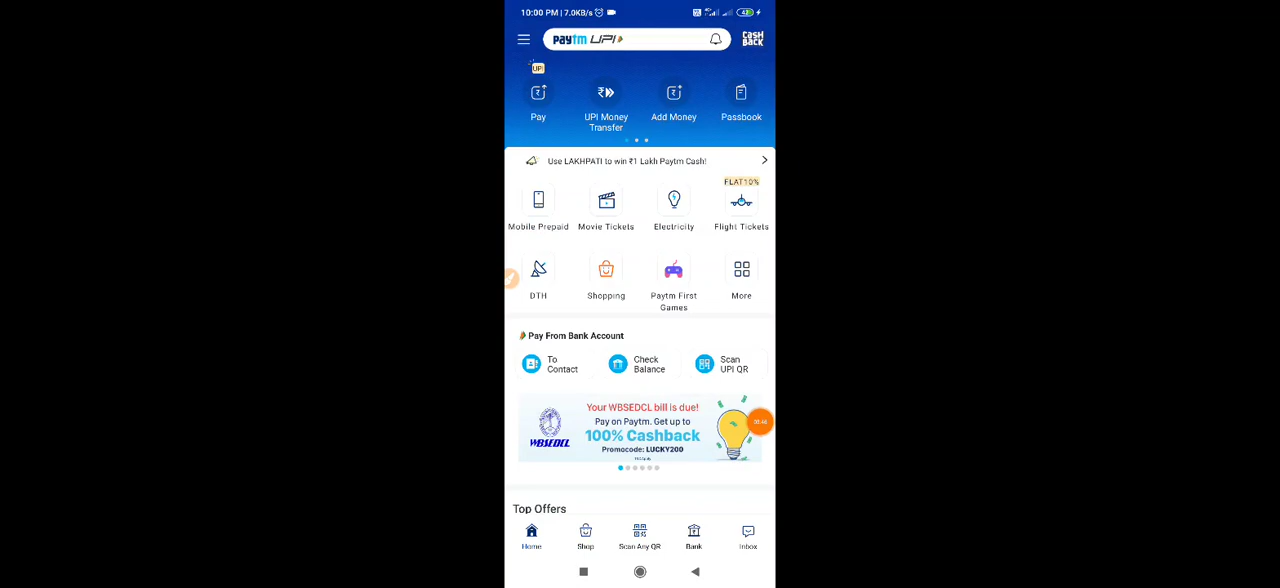 10:00 PM | 7.0KB/s
42
paytm UPI
CASH
BACK
UPI
Pay
UPI Money
Transfer
Add Money
Passbook
Use LAKHPATI to win ₹1 Lakh Paytm Cash!
FLAT10%
Mobile Prepaid
Movie Tickets
Electricity
Flight Tickets
DTH
Shopping
Paytm First
Games
More
Pay From Bank Account
To
Contact
Check
Balance
Scan
UPI QR
Your WBSEDCL bill is due!
Pay on Paytm. Get up to
100% Cashback
Promocode: LUCKY200
WBSEDCL
Top Offers
Home
Shop
Scan Any QR
Bank
Inbox